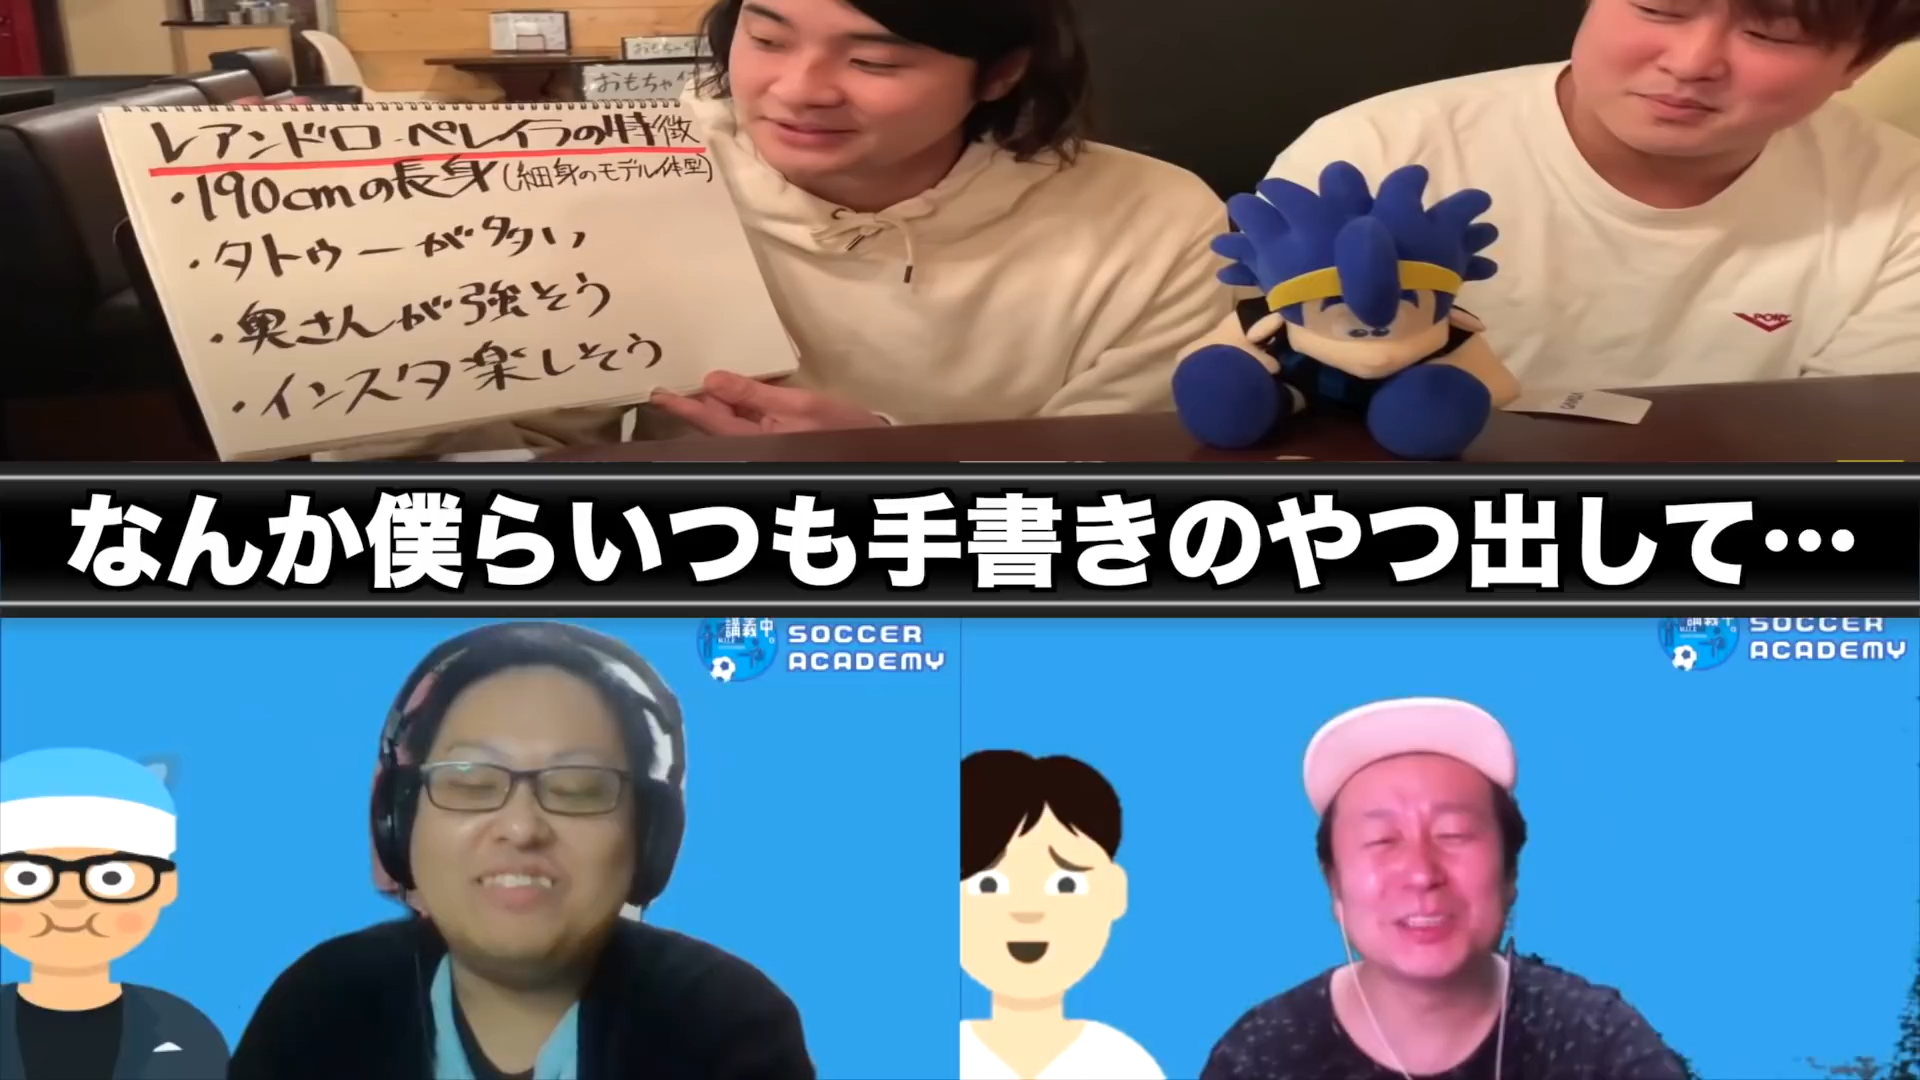 おもちゃ
レアンドロ・ペレイラの特徴
・190cmの長身(細身のモデル体型)
・タトゥーが多い
・奥さんが強そう
・インスタ楽しそう
PONY
なんか僕らいつも手書きのやつ出して…
講義中
SOCCER
ACADEMY
講義中
SOCCER
ACADEMY